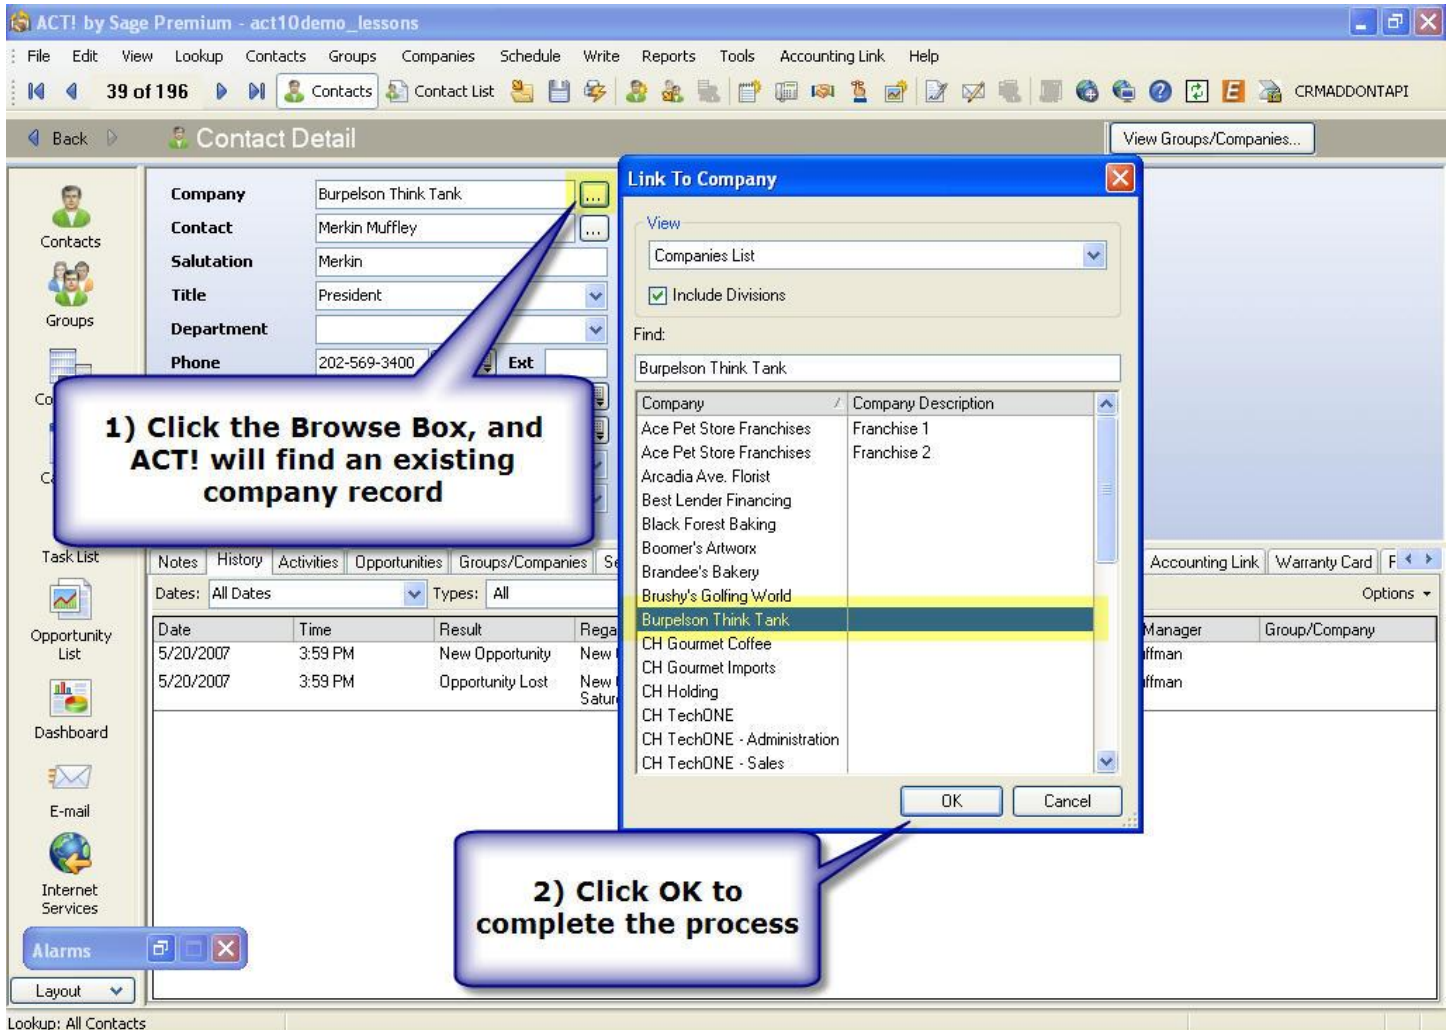 ACT! by Sage Premium - act10demo_lessons
File Edit View Lookup Contacts Groups Companies Schedule Write Reports Tools Accounting Link Help
39 of 196 Contacts Contact List CRMADDONTAPI
Back Contact Detail View Groups/Companies...
Contacts
Groups
Task List
Opportunity
List
Dashboard
E-mail
Internet
Services
Alarms
Layout
Company Burpelson Think Tank ...
Contact Merkin Muffley ...
Salutation Merkin
Title President
Department
Phone 202-569-3400 Ext
1) Click the Browse Box, and
ACT! will find an existing
company record
Notes History Activities Opportunities Groups/Companies Accounting Link Warranty Card
Dates: All Dates Types: All Options
Date Time Result Manager Group/Company
5/20/2007 3:59 PM New Opportunity New
5/20/2007 3:59 PM Opportunity Lost New
Link To Company
View
Companies List
Include Divisions
Find:
Burpelson Think Tank
Company Company Description
Ace Pet Store Franchises Franchise 1
Ace Pet Store Franchises Franchise 2
Arcadia Ave. Florist
Best Lender Financing
Black Forest Baking
Boomer's Artworx
Brandee's Bakery
Brushy's Golfing World
Burpelson Think Tank
CH Gourmet Coffee
CH Gourmet Imports
CH Holding
CH TechONE
CH TechONE - Administration
CH TechONE - Sales
OK Cancel
2) Click OK to
complete the process
Lookup: All Contacts